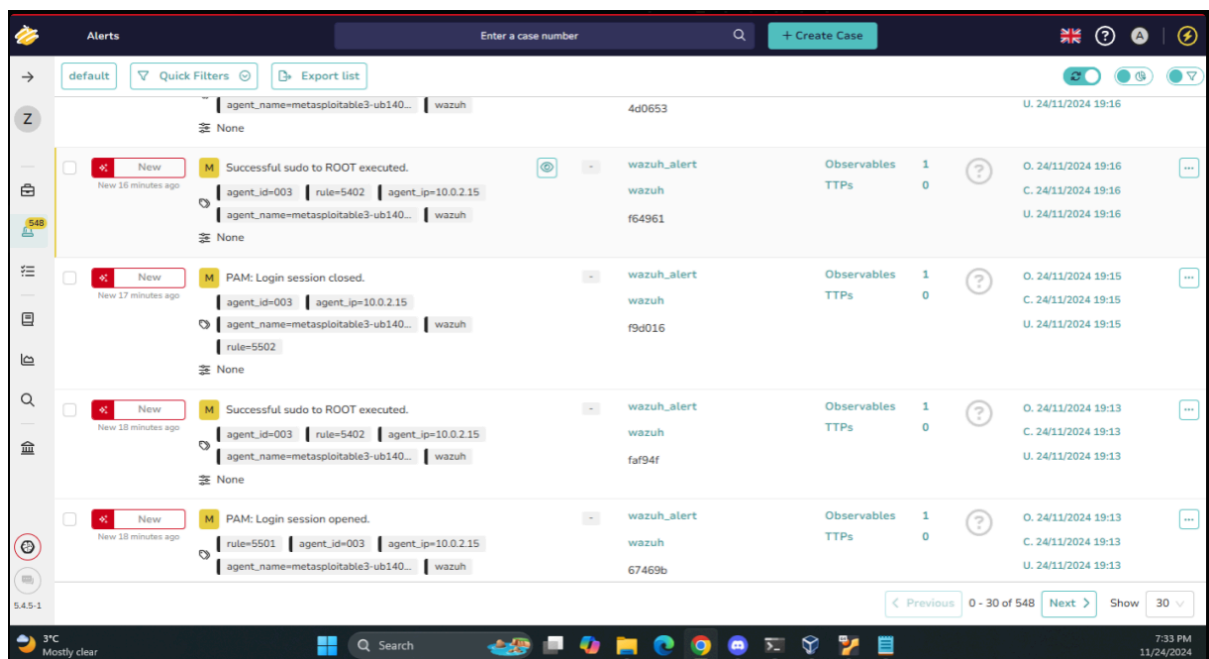 Alerts
Enter a case number
+ Create Case
? A
default Quick Filters Export list
Z
agent_name=metasploitable3-ub140... wazuh 4d0653 U. 24/11/2024 19:16
None
New M Successful sudo to ROOT executed. - wazuh_alert Observables 1 ? O. 24/11/2024 19:16 ...
New 16 minutes ago agent_id=003 rule=5402 agent_ip=10.0.2.15 wazuh TTPs 0 C. 24/11/2024 19:16
agent_name=metasploitable3-ub140... wazuh f64961 U. 24/11/2024 19:16
None
548
New M PAM: Login session closed. - wazuh_alert Observables 1 ? O. 24/11/2024 19:15 ...
New 17 minutes ago agent_id=003 agent_ip=10.0.2.15 wazuh TTPs 0 C. 24/11/2024 19:15
agent_name=metasploitable3-ub140... wazuh f9d016 U. 24/11/2024 19:15
rule=5502
None
New M Successful sudo to ROOT executed. - wazuh_alert Observables 1 ? O. 24/11/2024 19:13 ...
New 18 minutes ago agent_id=003 rule=5402 agent_ip=10.0.2.15 wazuh TTPs 0 C. 24/11/2024 19:13
agent_name=metasploitable3-ub140... wazuh faf94f U. 24/11/2024 19:13
None
New M PAM: Login session opened. - wazuh_alert Observables 1 ? O. 24/11/2024 19:13 ...
New 18 minutes ago rule=5501 agent_id=003 agent_ip=10.0.2.15 wazuh TTPs 0 C. 24/11/2024 19:13
agent_name=metasploitable3-ub140... wazuh 67469b U. 24/11/2024 19:13
5.4.5-1
< Previous 0 - 30 of 548 Next > Show 30
3°C
Mostly clear
Search
7:33 PM
11/24/2024